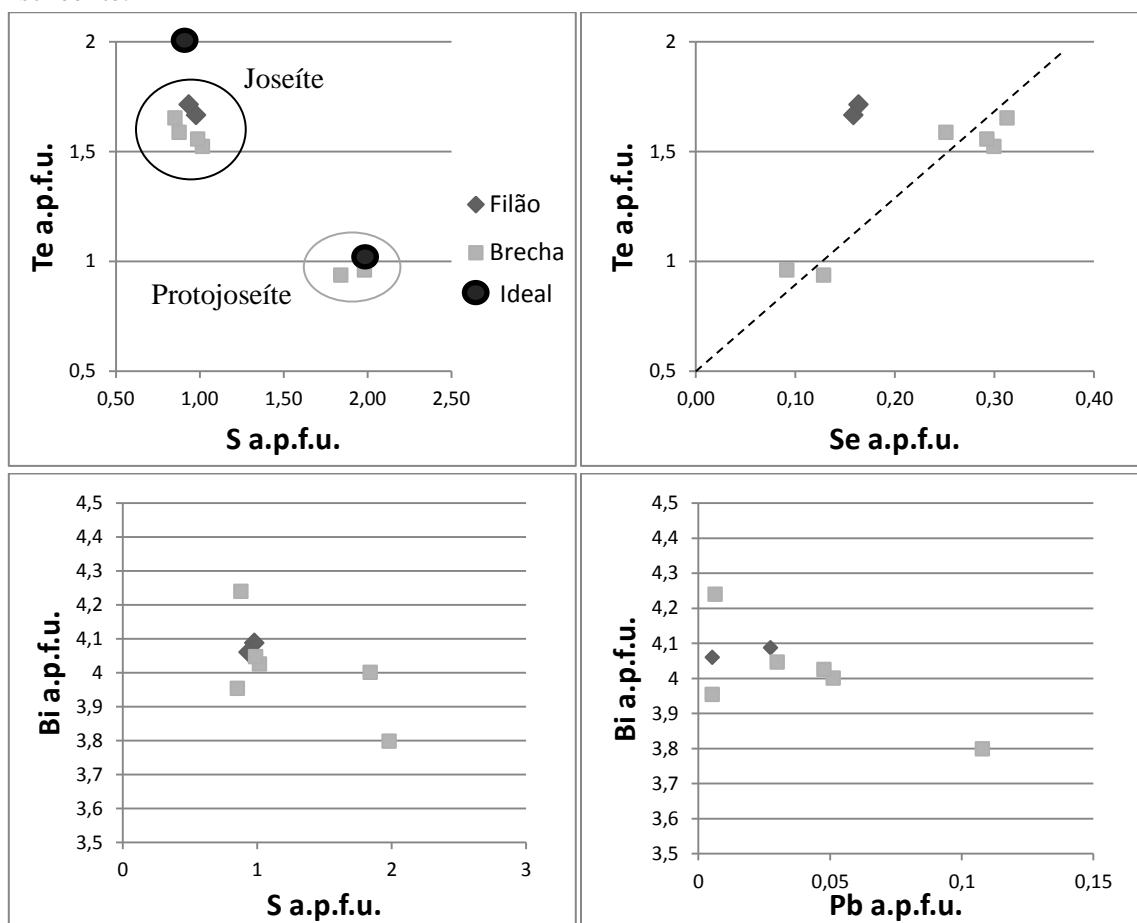 2
1,5
1
0,5
0,50 1,00 1,50 2,00 2,50
Te a.p.f.u.
S a.p.f.u.
Joseíte
Protojoseíte
Filão
Brecha
Ideal
2
1,5
1
0,5
0,00 0,10 0,20 0,30 0,40
Te a.p.f.u.
Se a.p.f.u.
4,5
4,4
4,3
4,2
4,1
4
3,9
3,8
3,7
3,6
3,5
0 1 2 3
Bi a.p.f.u.
S a.p.f.u.
4,5
4,4
4,3
4,2
4,1
4
3,9
3,8
3,7
3,6
3,5
0 0,05 0,1 0,15
Bi a.p.f.u.
Pb a.p.f.u.